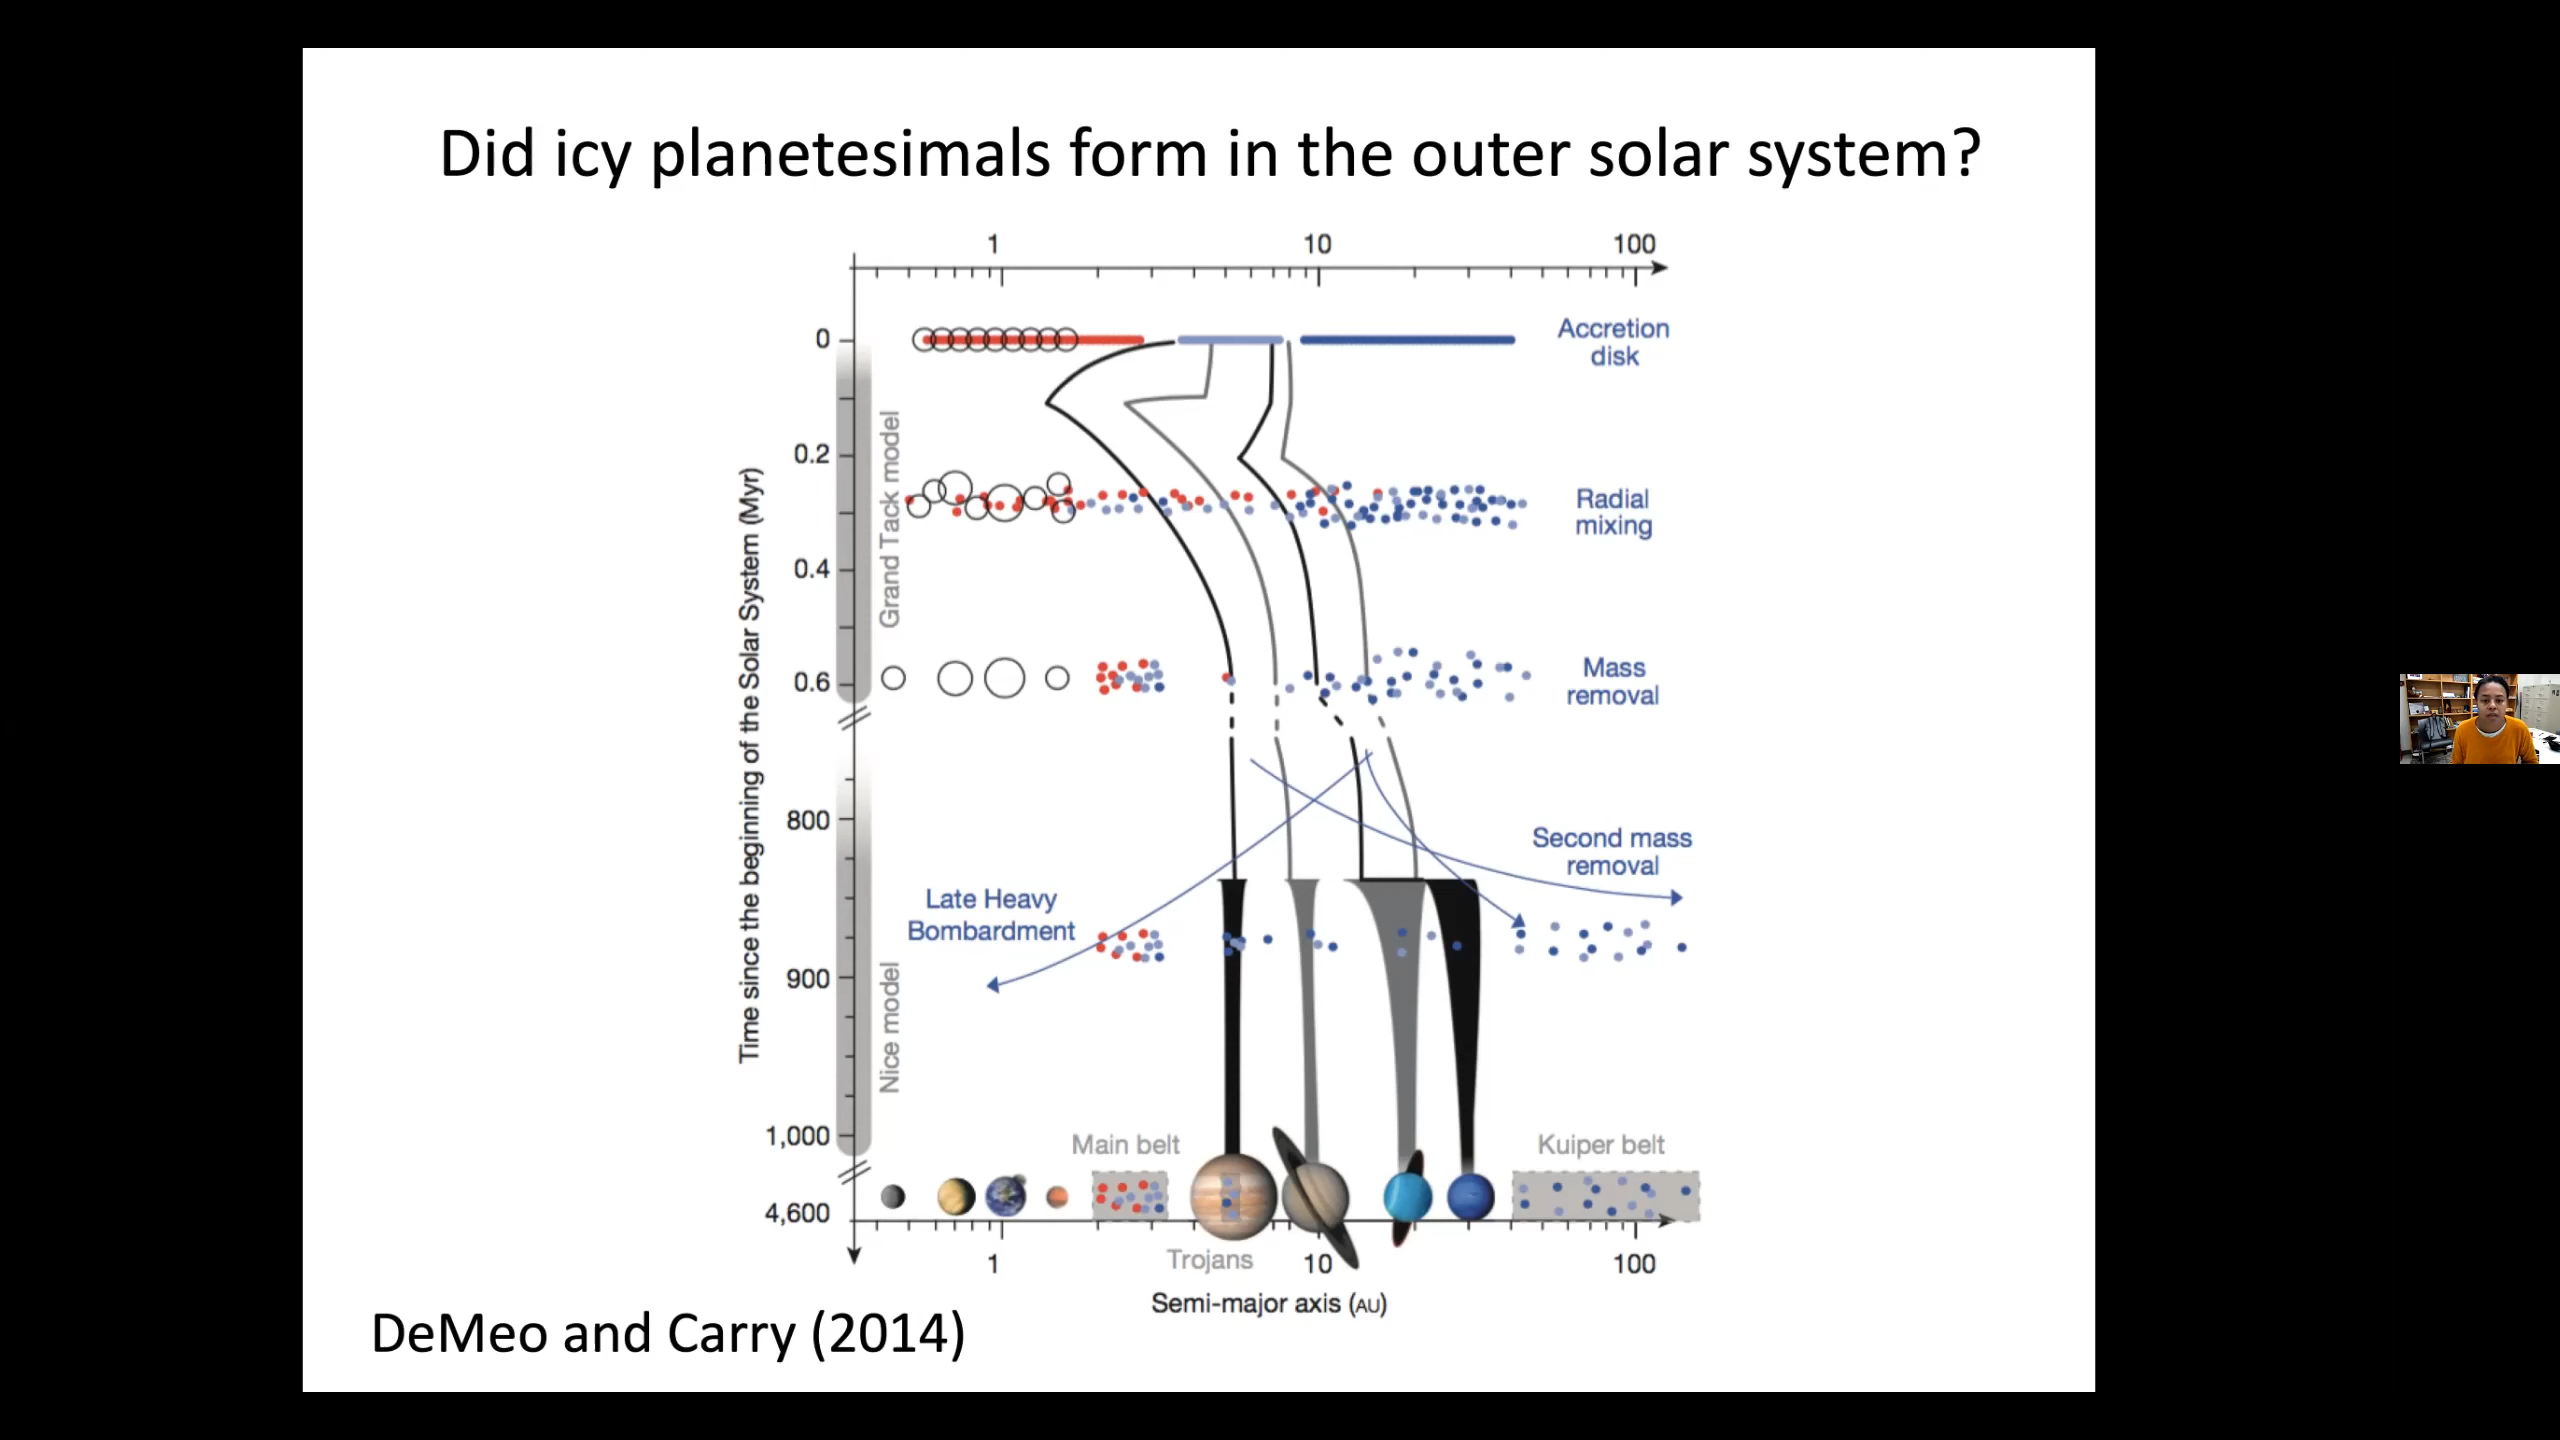 Did icy planetesimals form in the outer solar system?
1 10 100
0
Accretion
disk
0.2
Radial
mixing
0.4
Grand Tack model
0.6
Mass
removal
Time since the beginning of the Solar System (Myr)
800
Second mass
removal
Late Heavy
Bombardment
900
Nice model
1,000
Main belt
Kuiper belt
4,600
Trojans
1 10 100
Semi-major axis (AU)
DeMeo and Carry (2014)